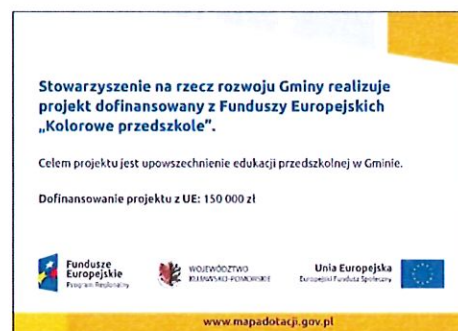 Stowarzyszenie na rzecz rozwoju Gminy realizuje
projekt dofinansowany z Funduszy Europejskich
„Kolorowe przedszkole”.
Celem projektu jest upowszechnienie edukacji przedszkolnej w Gminie.
Dofinansowanie projektu z UE: 150 000 zł
Fundusze
Europejskie
Program Regionalny
WOJEWÓDZTWO
KUJAWSKO-POMORSKIE
Unia Europejska
Europejski Fundusz Społeczny
www.mapadotacji.gov.pl